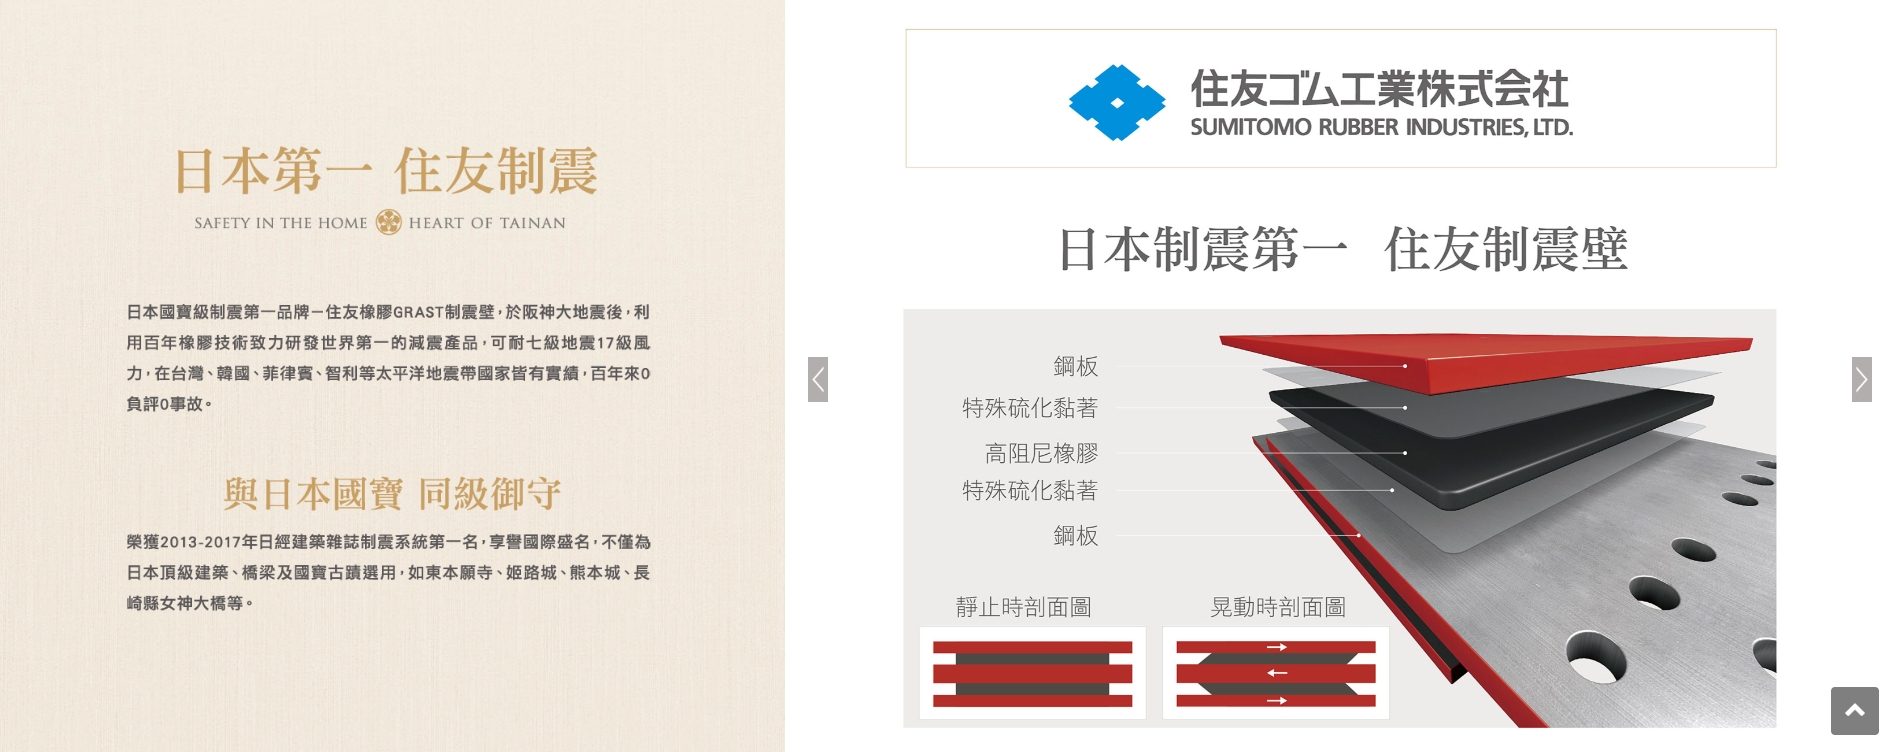 日本第一 住友制震
SAFETY IN THE HOME HEART OF TAINAN
日本國寶級制震第一品牌－住友橡膠GRAST制震壁，於阪神大地震後，利
用百年橡膠技術致力研發世界第一的減震產品，可耐七級地震17級風
力，在台灣、韓國、菲律賓、智利等太平洋地震帶國家皆有實績，百年來0
負評0事故。
與日本國寶 同級御守
榮獲2013-2017年日經建築雜誌制震系統第一名，享譽國際盛名，不僅為
日本頂級建築、橋梁及國寶古蹟選用，如東本願寺、姬路城、熊本城、長
崎縣女神大橋等。
住友ゴム工業株式会社
SUMITOMO RUBBER INDUSTRIES, LTD.
日本制震第一 住友制震壁
鋼板
特殊硫化黏著
高阻尼橡膠
特殊硫化黏著
鋼板
靜止時剖面圖
晃動時剖面圖